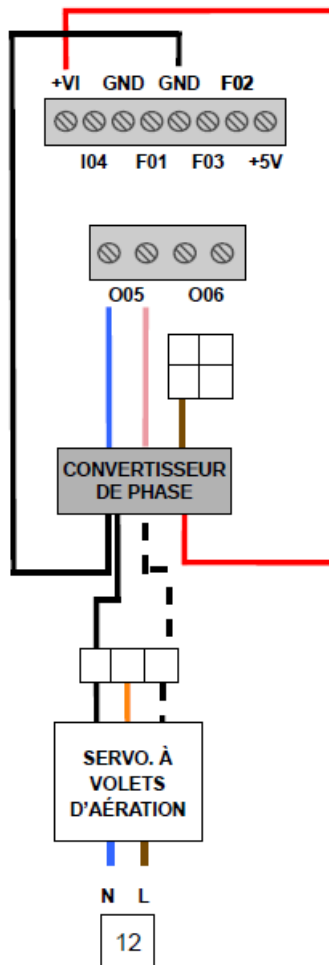 +VI GND GND F02
I04 F01 F03 +5V
O05 O06
CONVERTISSEUR
DE PHASE
SERVO. À
VOLETS
D'AÉRATION
N L
12